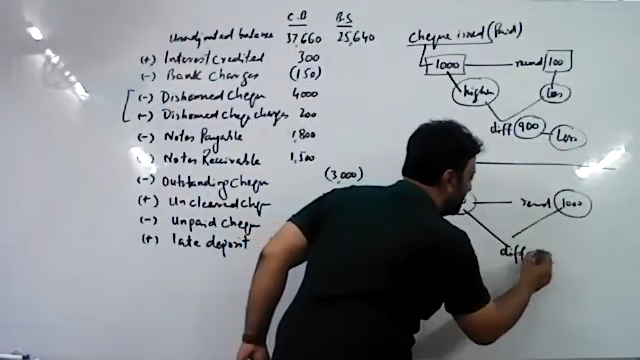 C.B B.S
Unadjusted balance 37,660 25,640
(+) Interest Credited 300
(-) Bank Charges (150)
(-) Dishonored Cheque 4000
(-) Dishonored Cheque charges 200
(-) Notes Payable 1,800
(-) Notes Receivable 1,500
(-) Outstanding Cheque (3,000)
(+) Uncleared Cheque
(-) Unpaid Cheque
(+) late deposit
Cheque issued (Paid)
1000 record 100
higher Less
diff 900 Less
record 1000
diff